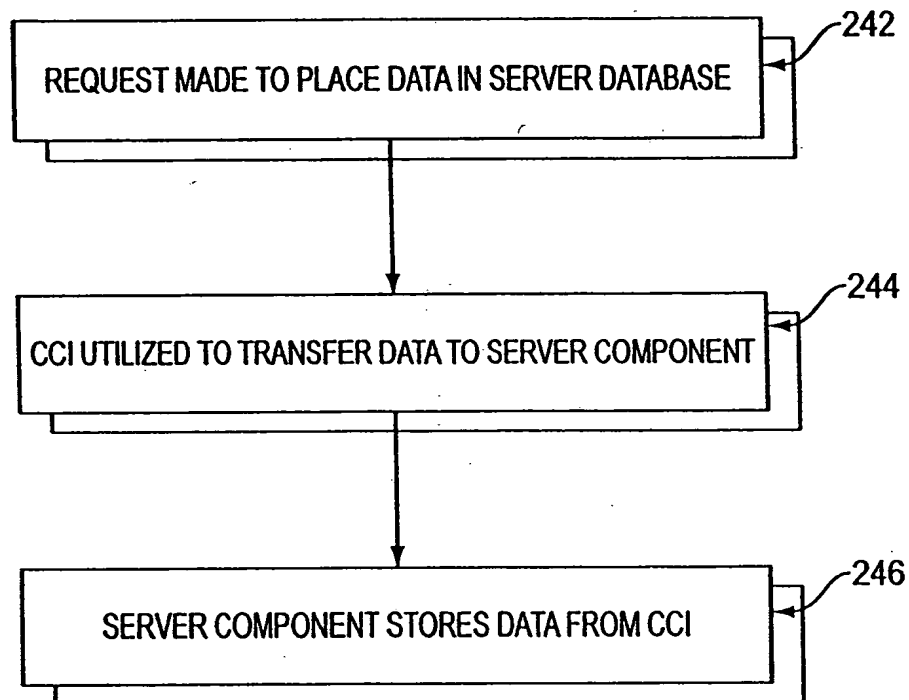 242
REQUEST MADE TO PLACE DATA IN SERVER DATABASE
244
CCI UTILIZED TO TRANSFER DATA TO SERVER COMPONENT
246
SERVER COMPONENT STORES DATA FROM CCI